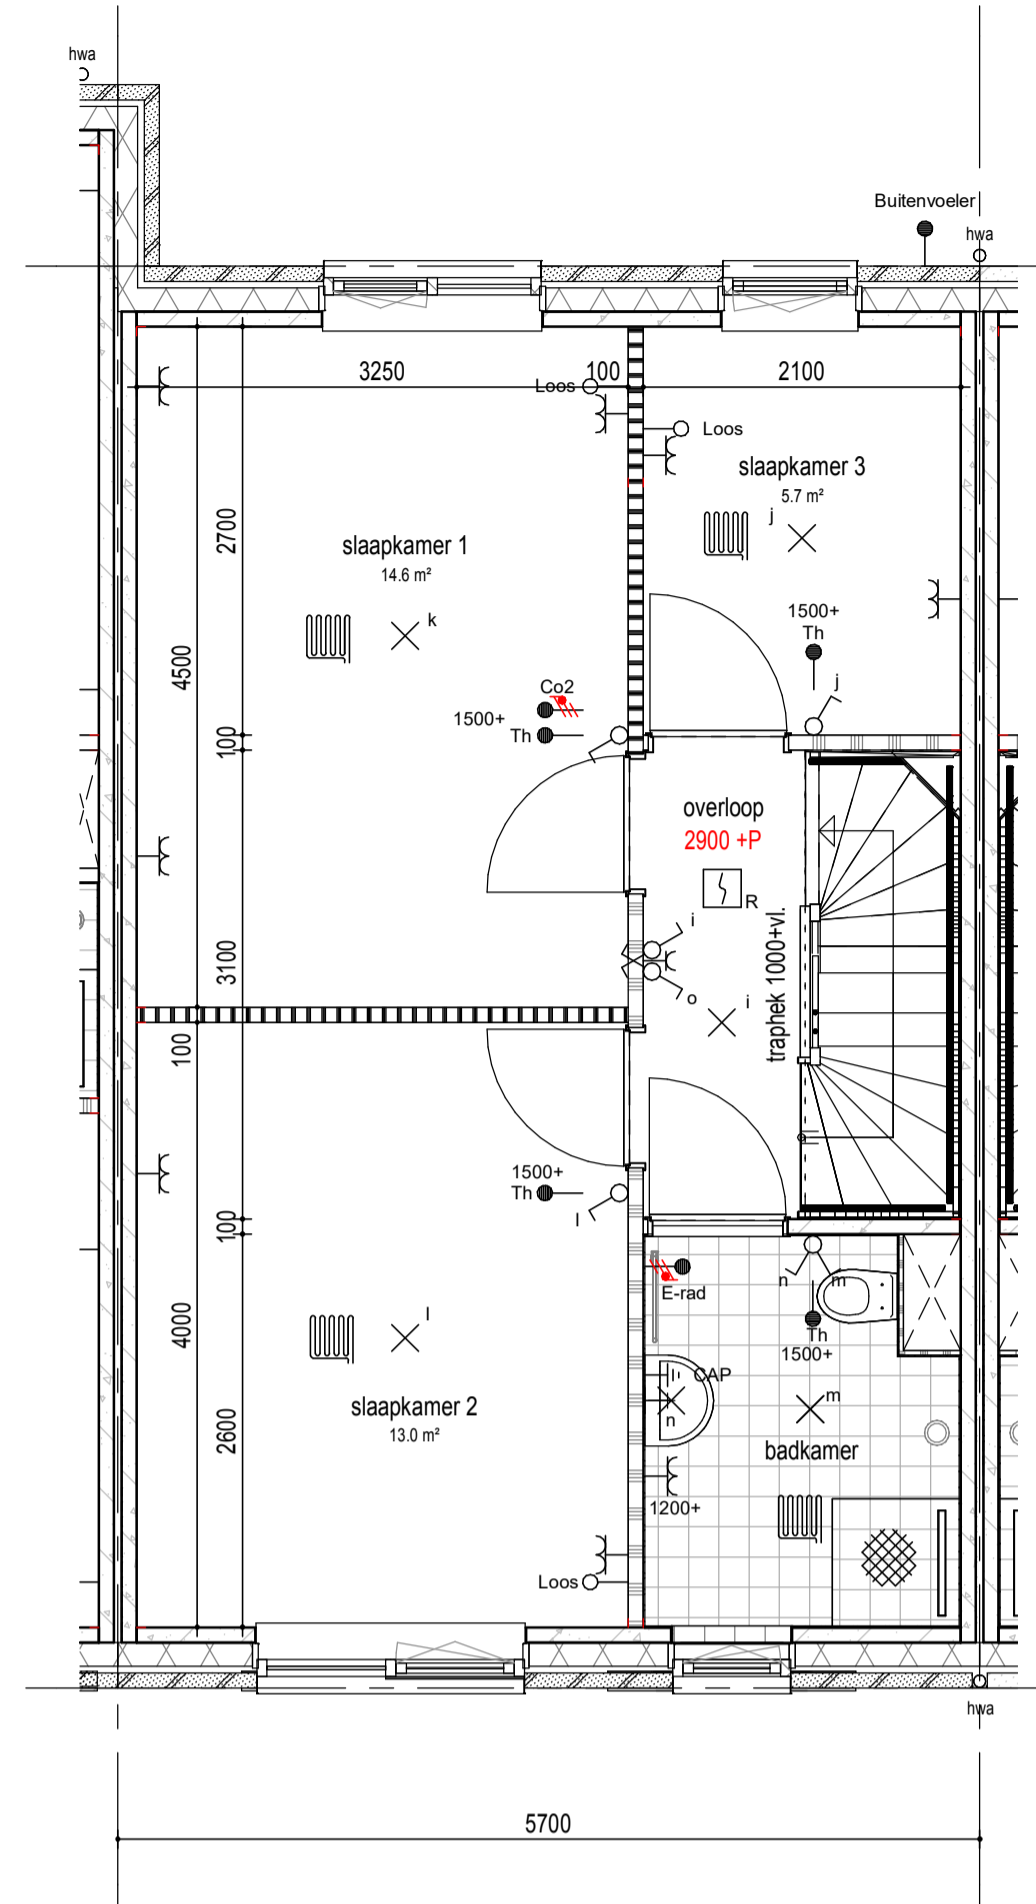 hwa
Buitenvoeler
hwa
3250
100
2100
Loos
Loos
slaapkamer 3
5.7 m²
j
2700
slaapkamer 1
14.6 m²
k
1500+
Th
j
4500
Co2
1500+
Th
100
overloop
2900 +P
R
i
traphek 1000+vl.
3100
o
i
100
1500+
Th
l
100
n
m
E-rad
Th
1500+
4000
l
CAP
n
m
slaapkamer 2
13.0 m²
2600
badkamer
1200+
Loos
hwa
5700